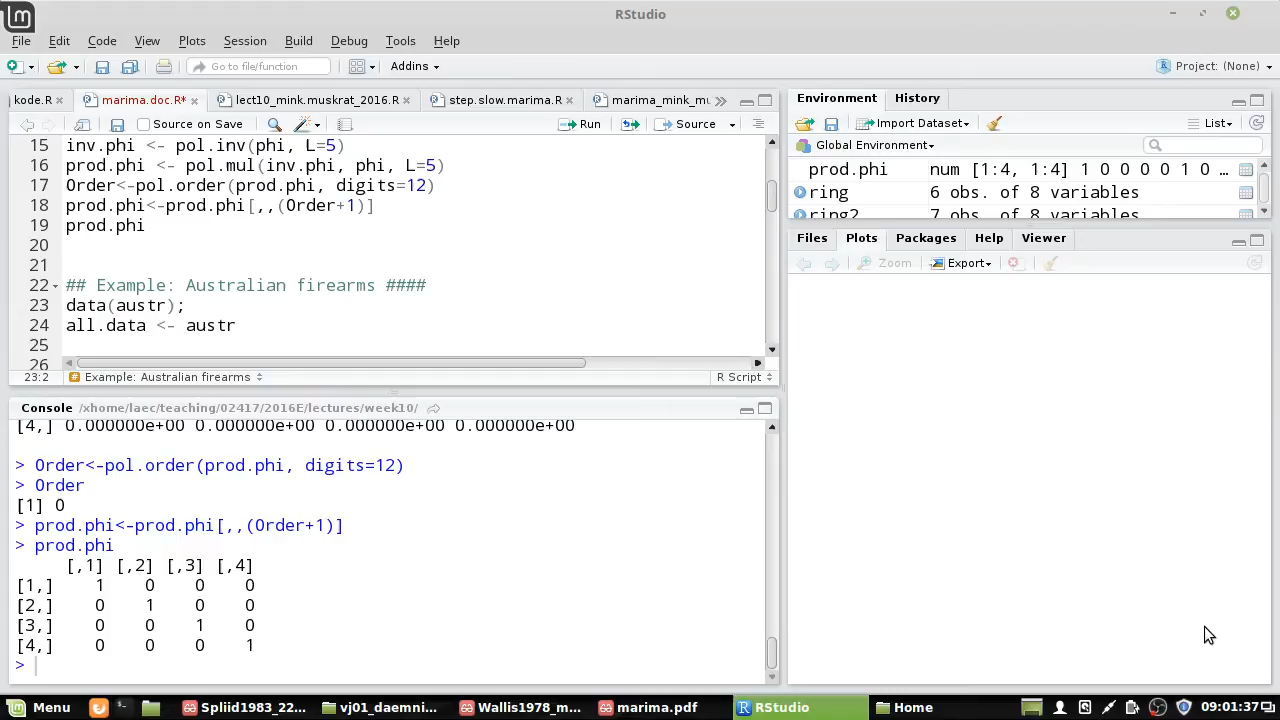 RStudio
File Edit Code View Plots Session Build Debug Tools Help
Go to file/function Addins Project: (None)
kode.R marima.doc.R* lect10_mink.muskrat_2016.R step.slow.marima.R marima_mink_mu
Source on Save Run Source
15 inv.phi <- pol.inv(phi, L=5)
16 prod.phi <- pol.mul(inv.phi, phi, L=5)
17 Order<-pol.order(prod.phi, digits=12)
18 prod.phi<-prod.phi[,,(Order+1)]
19 prod.phi
20
21
22 ## Example: Australian firearms ####
23 data(austr);
24 all.data <- austr
25
26
23:2 # Example: Australian firearms R Script
Console /xhome/laec/teaching/02417/2016E/lectures/week10/
[4,] 0.000000e+00 0.000000e+00 0.000000e+00 0.000000e+00
> Order<-pol.order(prod.phi, digits=12)
> Order
[1] 0
> prod.phi<-prod.phi[,,(Order+1)]
> prod.phi
[,1] [,2] [,3] [,4]
[1,] 1 0 0 0
[2,] 0 1 0 0
[3,] 0 0 1 0
[4,] 0 0 0 1
>
Environment History
Import Dataset List
Global Environment
prod.phi num [1:4, 1:4] 1 0 0 0 0 1 0 ...
ring 6 obs. of 8 variables
ring2 7 obs. of 8 variables
Files Plots Packages Help Viewer
Zoom Export
Menu Spliid1983_22... vj01_daemni... Wallis1978_m... marima.pdf RStudio Home 09:01:37